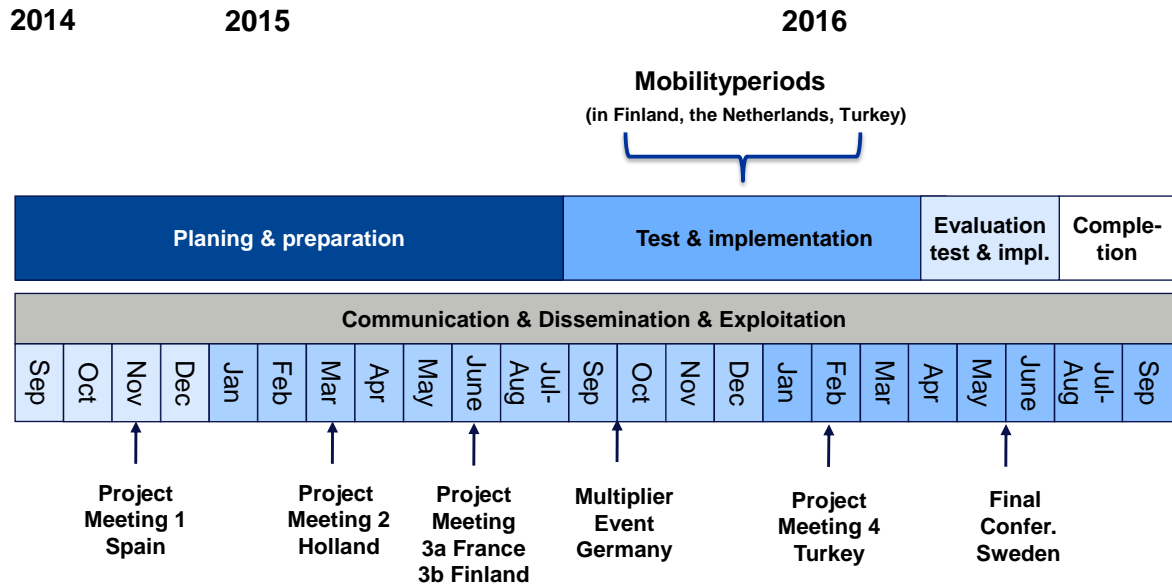 2014 2015 2016
Mobilityperiods
(in Finland, the Netherlands, Turkey)
Planing & preparation
Test & implementation
Evaluation
test & impl.
Comple-
tion
Communication & Dissemination & Exploitation
Sep
Oct
Nov
Dec
Jan
Feb
Mar
Apr
May
June
Jul-
Aug
Sep
Oct
Nov
Dec
Jan
Feb
Mar
Apr
May
June
Jul-
Aug
Sep
Project
Meeting 1
Spain
Project
Meeting 2
Holland
Project
Meeting
3a France
3b Finland
Multiplier
Event
Germany
Project
Meeting 4
Turkey
Final
Confer.
Sweden